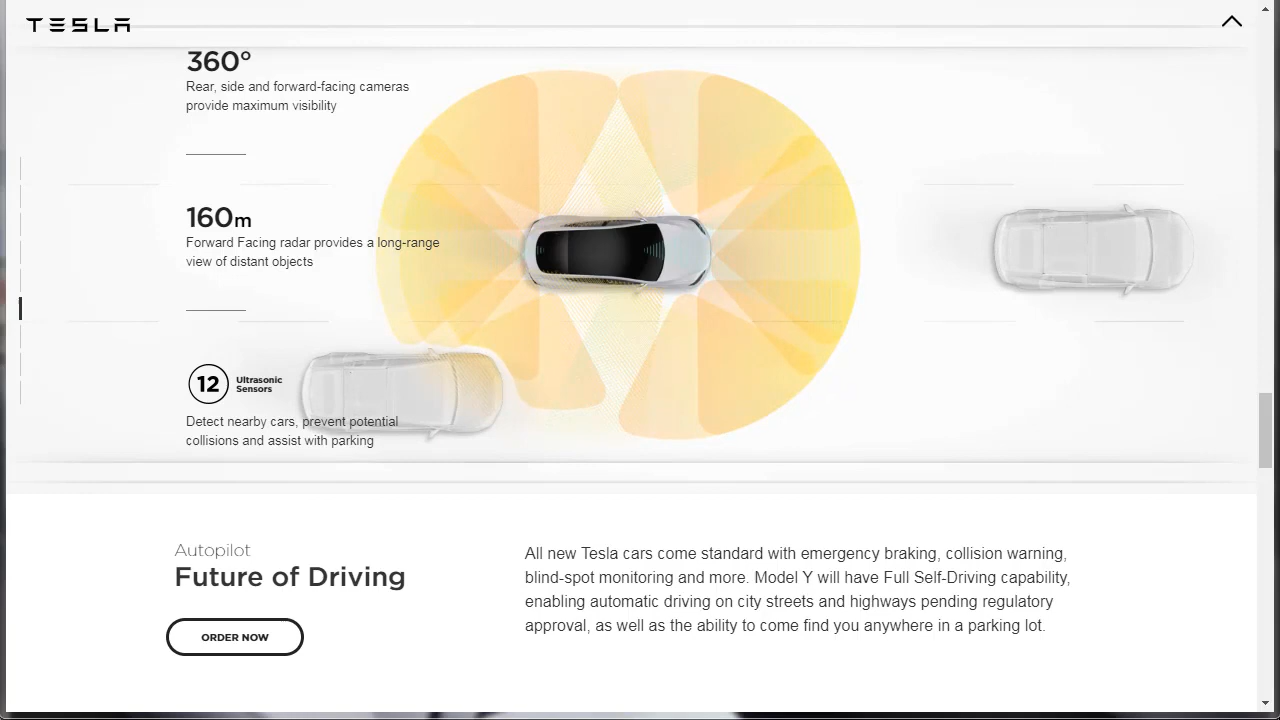 TESLA
360°
Rear, side and forward-facing cameras
provide maximum visibility
160m
Forward Facing radar provides a long-range
view of distant objects
12 Ultrasonic
Sensors
Detect nearby cars, prevent potential
collisions and assist with parking
Autopilot
Future of Driving
ORDER NOW
All new Tesla cars come standard with emergency braking, collision warning,
blind-spot monitoring and more. Model Y will have Full Self-Driving capability,
enabling automatic driving on city streets and highways pending regulatory
approval, as well as the ability to come find you anywhere in a parking lot.